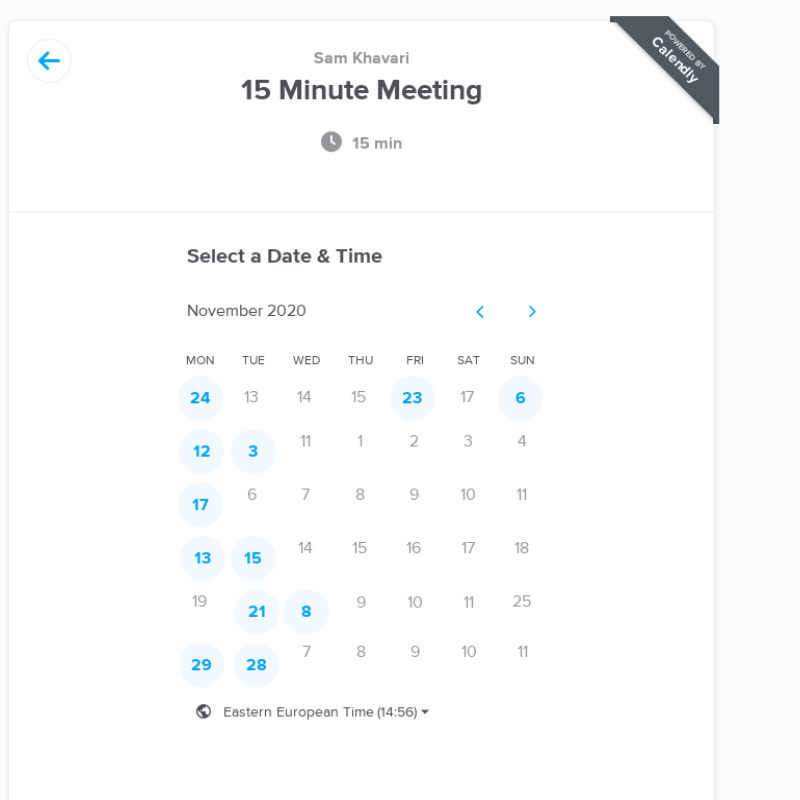 POWERED BY
Calendly
Sam Khavari
15 Minute Meeting
15 min
Select a Date & Time
November 2020
MON TUE WED THU FRI SAT SUN
24 13 14 15 23 17 6
12 3 11 1 2 3 4
17 6 7 8 9 10 11
13 15 14 15 16 17 18
19 21 8 9 10 11 25
29 28 7 8 9 10 11
Eastern European Time (14:56)